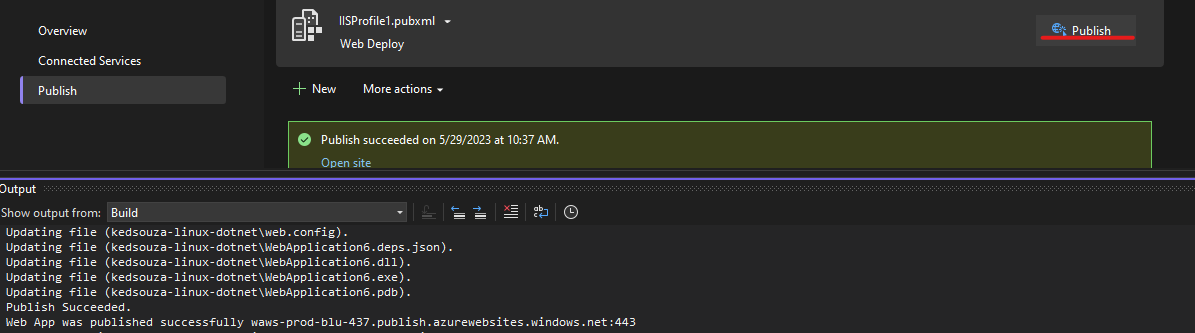 IISProfile1.pubxml
Web Deploy
Publish
Overview
Connected Services
Publish
New
More actions
Publish succeeded on 5/29/2023 at 10:37 AM.
Open site
Output
Show output from: Build
Updating file (kedsouza-linux-dotnet\web.config).
Updating file (kedsouza-linux-dotnet\WebApplication6.deps.json).
Updating file (kedsouza-linux-dotnet\WebApplication6.dll).
Updating file (kedsouza-linux-dotnet\WebApplication6.exe).
Updating file (kedsouza-linux-dotnet\WebApplication6.pdb).
Publish Succeeded.
Web App was published successfully waws-prod-blu-437.publish.azurewebsites.windows.net:443